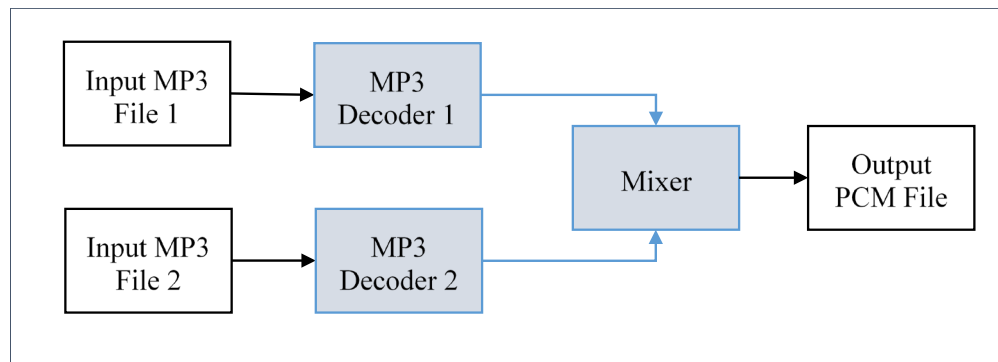 Input MP3
File 1
MP3
Decoder 1
Mixer
Output
PCM File
Input MP3
File 2
MP3
Decoder 2